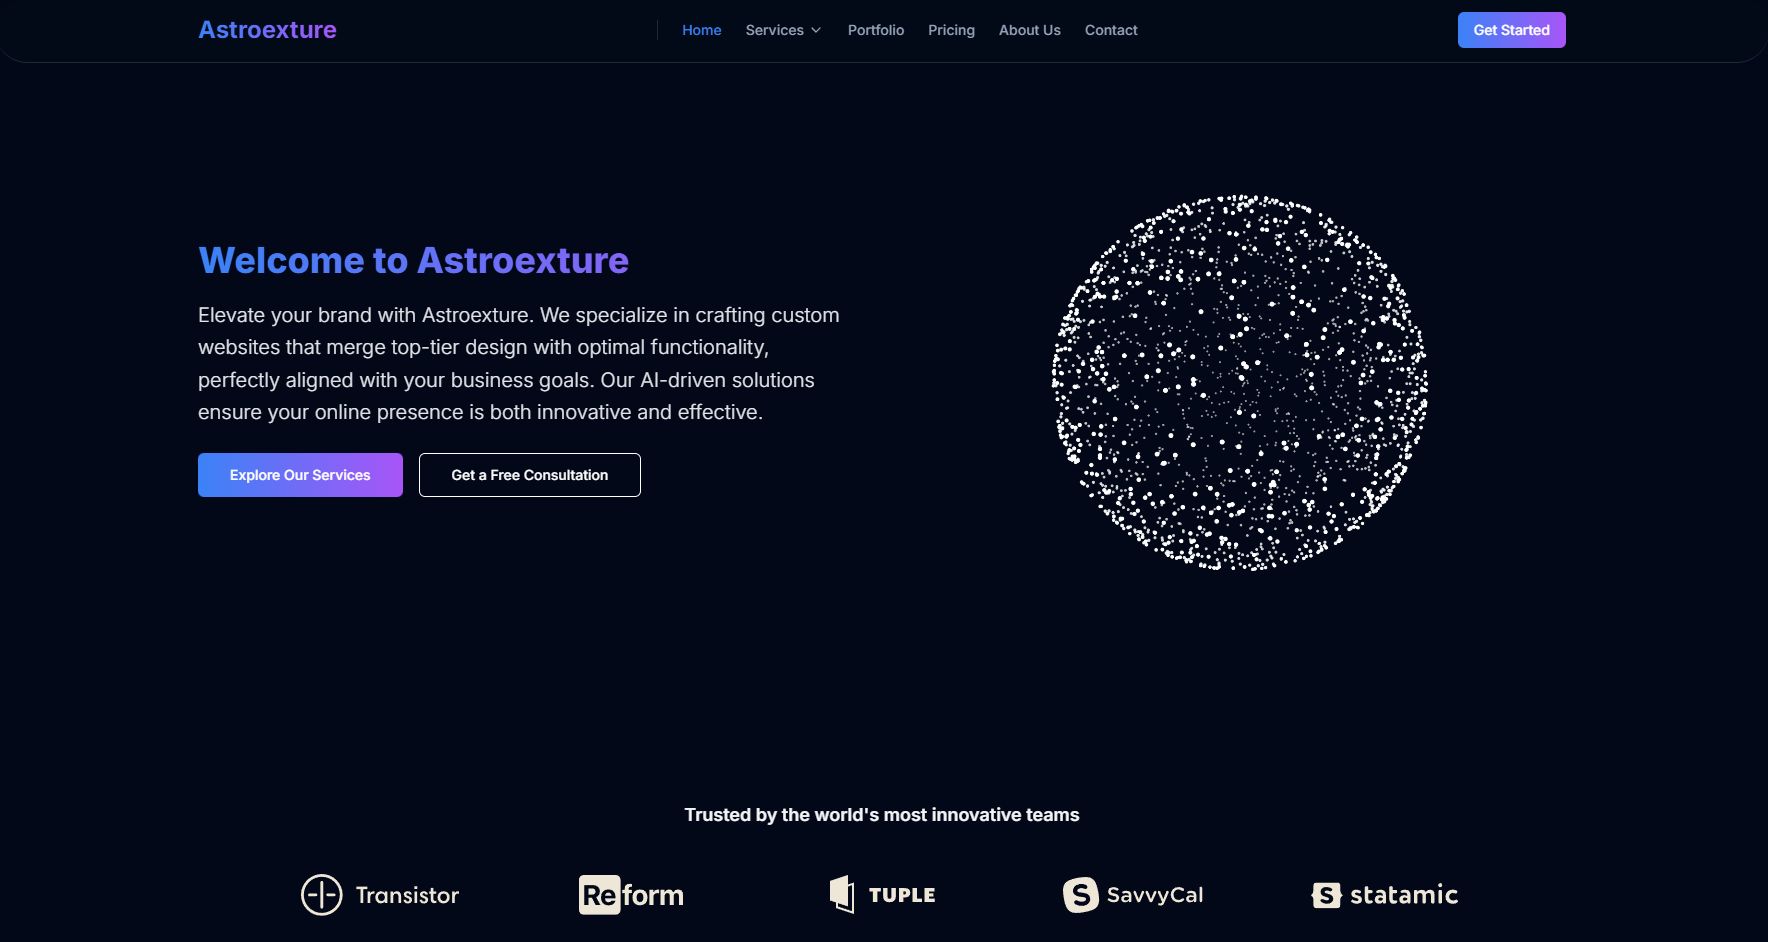 Astroexture
Home Services Portfolio Pricing About Us Contact
Get Started
Welcome to Astroexture
Elevate your brand with Astroexture. We specialize in crafting custom
websites that merge top-tier design with optimal functionality,
perfectly aligned with your business goals. Our AI-driven solutions
ensure your online presence is both innovative and effective.
Explore Our Services
Get a Free Consultation
Trusted by the world's most innovative teams
Transistor
Reform
TUPLE
S SavvyCal
S statamic